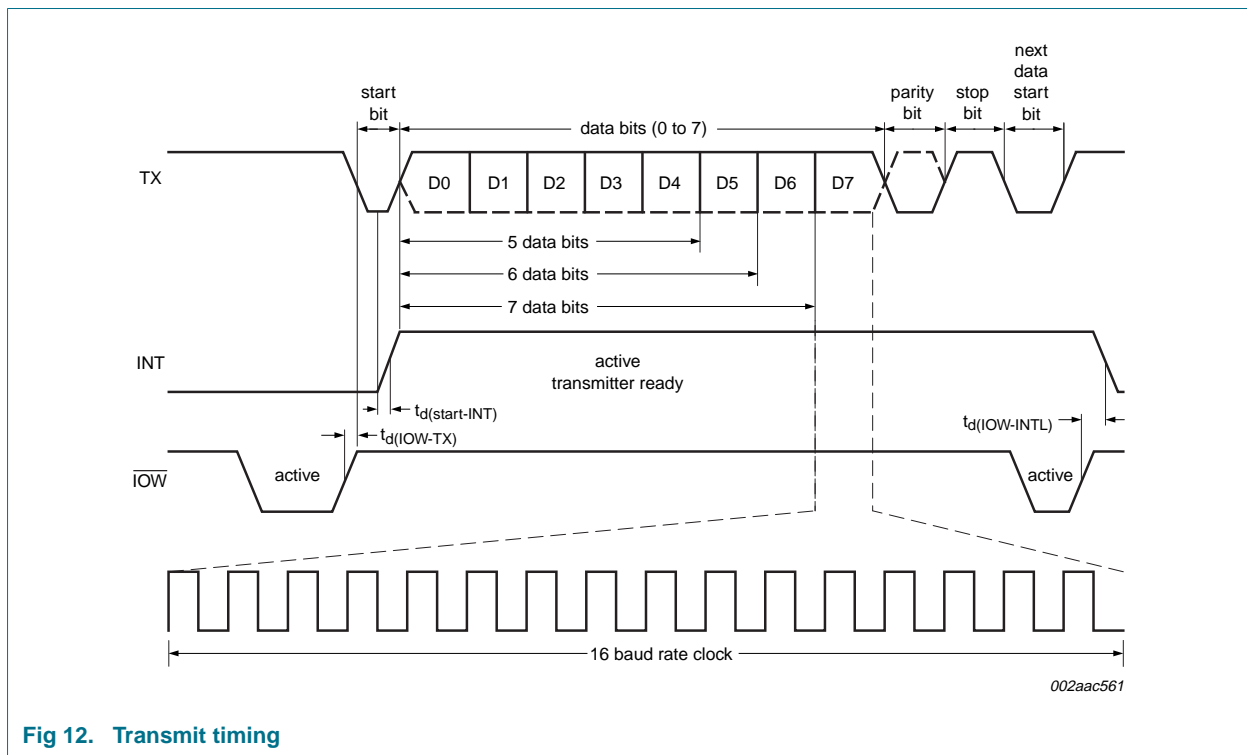 start
bit
data bits (0 to 7)
parity
bit
stop
bit
next
data
start
bit
TX
D0 D1 D2 D3 D4 D5 D6 D7
5 data bits
6 data bits
7 data bits
INT
active
transmitter ready
td(start-INT)
td(IOW-TX)
td(IOW-INTL)
IOW
active
active
16 baud rate clock
002aac561
Fig 12. Transmit timing